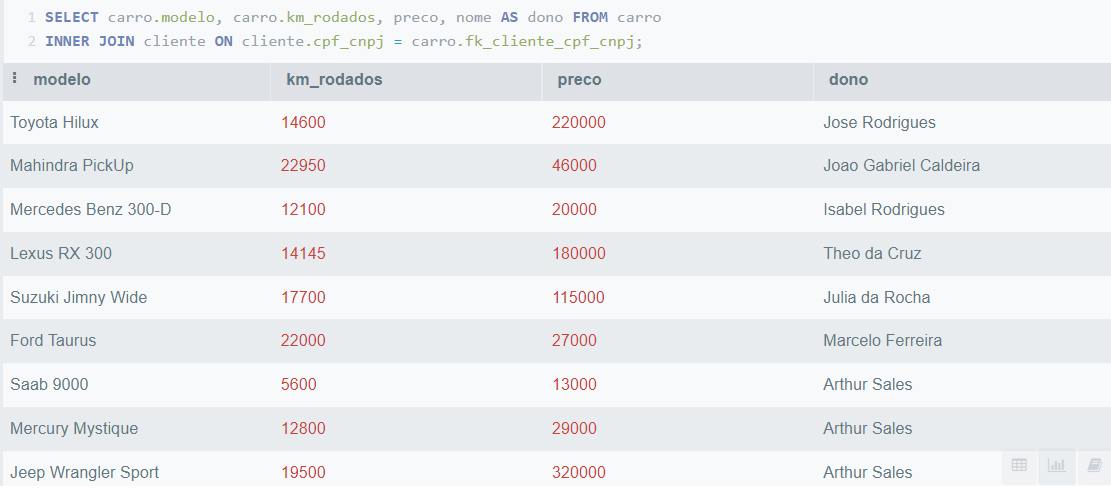 1 SELECT carro.modelo, carro.km_rodados, preco, nome AS dono FROM carro
2 INNER JOIN cliente ON cliente.cpf_cnpj = carro.fk_cliente_cpf_cnpj;
modelo km_rodados preco dono
Toyota Hilux 14600 220000 Jose Rodrigues
Mahindra PickUp 22950 46000 Joao Gabriel Caldeira
Mercedes Benz 300-D 12100 20000 Isabel Rodrigues
Lexus RX 300 14145 180000 Theo da Cruz
Suzuki Jimny Wide 17700 115000 Julia da Rocha
Ford Taurus 22000 27000 Marcelo Ferreira
Saab 9000 5600 13000 Arthur Sales
Mercury Mystique 12800 29000 Arthur Sales
Jeep Wrangler Sport 19500 320000 Arthur Sales